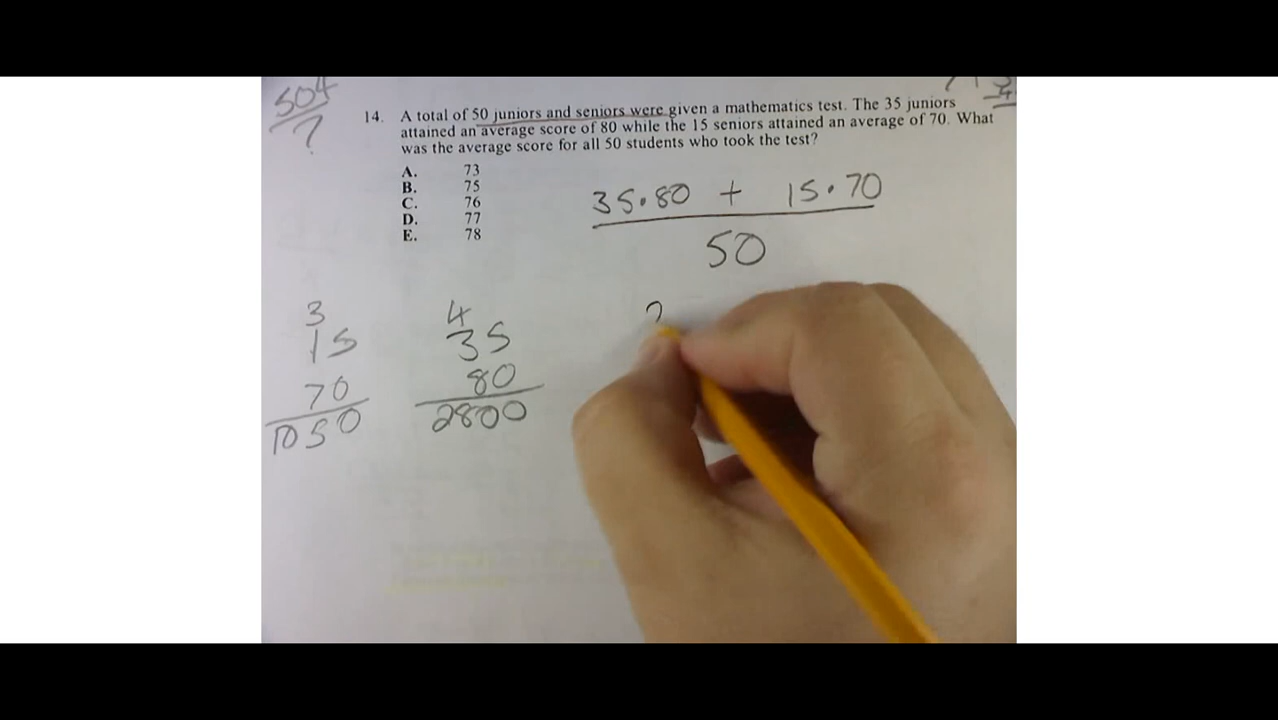 504
?
14. A total of 50 juniors and seniors were given a mathematics test. The 35 juniors
attained an average score of 80 while the 15 seniors attained an average of 70. What
was the average score for all 50 students who took the test?
A. 73
B. 75
C. 76
D. 77
E. 78
35·80 + 15·70
50
3
15
70
1050
4
35
80
2800
2